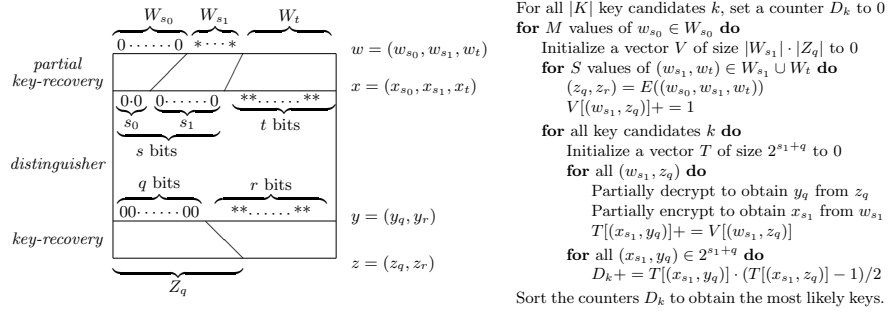 W_{s_0} W_{s_1} W_t
0⋯⋯0 *⋯* w = (w_{s_0}, w_{s_1}, w_t)
partial
key-recovery
x = (x_{s_0}, x_{s_1}, x_t)
0·0 0⋯⋯0 **⋯⋯**
s_0 s_1 t bits
s bits
distinguisher
q bits r bits
00⋯⋯00 **⋯⋯** y = (y_q, y_r)
key-recovery
z = (z_q, z_r)
Z_q
For all |K| key candidates k, set a counter D_k to 0
for M values of w_{s_0} ∈ W_{s_0} do
Initialize a vector V of size |W_{s_1}| · |Z_q| to 0
for S values of (w_{s_1}, w_t) ∈ W_{s_1} ∪ W_t do
(z_q, z_r) = E((w_{s_0}, w_{s_1}, w_t))
V[(w_{s_1}, z_q)]+ = 1
for all key candidates k do
Initialize a vector T of size 2^{s_1+q} to 0
for all (w_{s_1}, z_q) do
Partially decrypt to obtain y_q from z_q
Partially encrypt to obtain x_{s_1} from w_{s_1}
T[(x_{s_1}, y_q)]+ = V[(w_{s_1}, z_q)]
for all (x_{s_1}, y_q) ∈ 2^{s_1+q} do
D_k+ = T[(x_{s_1}, y_q)] · (T[(x_{s_1}, z_q)] − 1)/2
Sort the counters D_k to obtain the most likely keys.